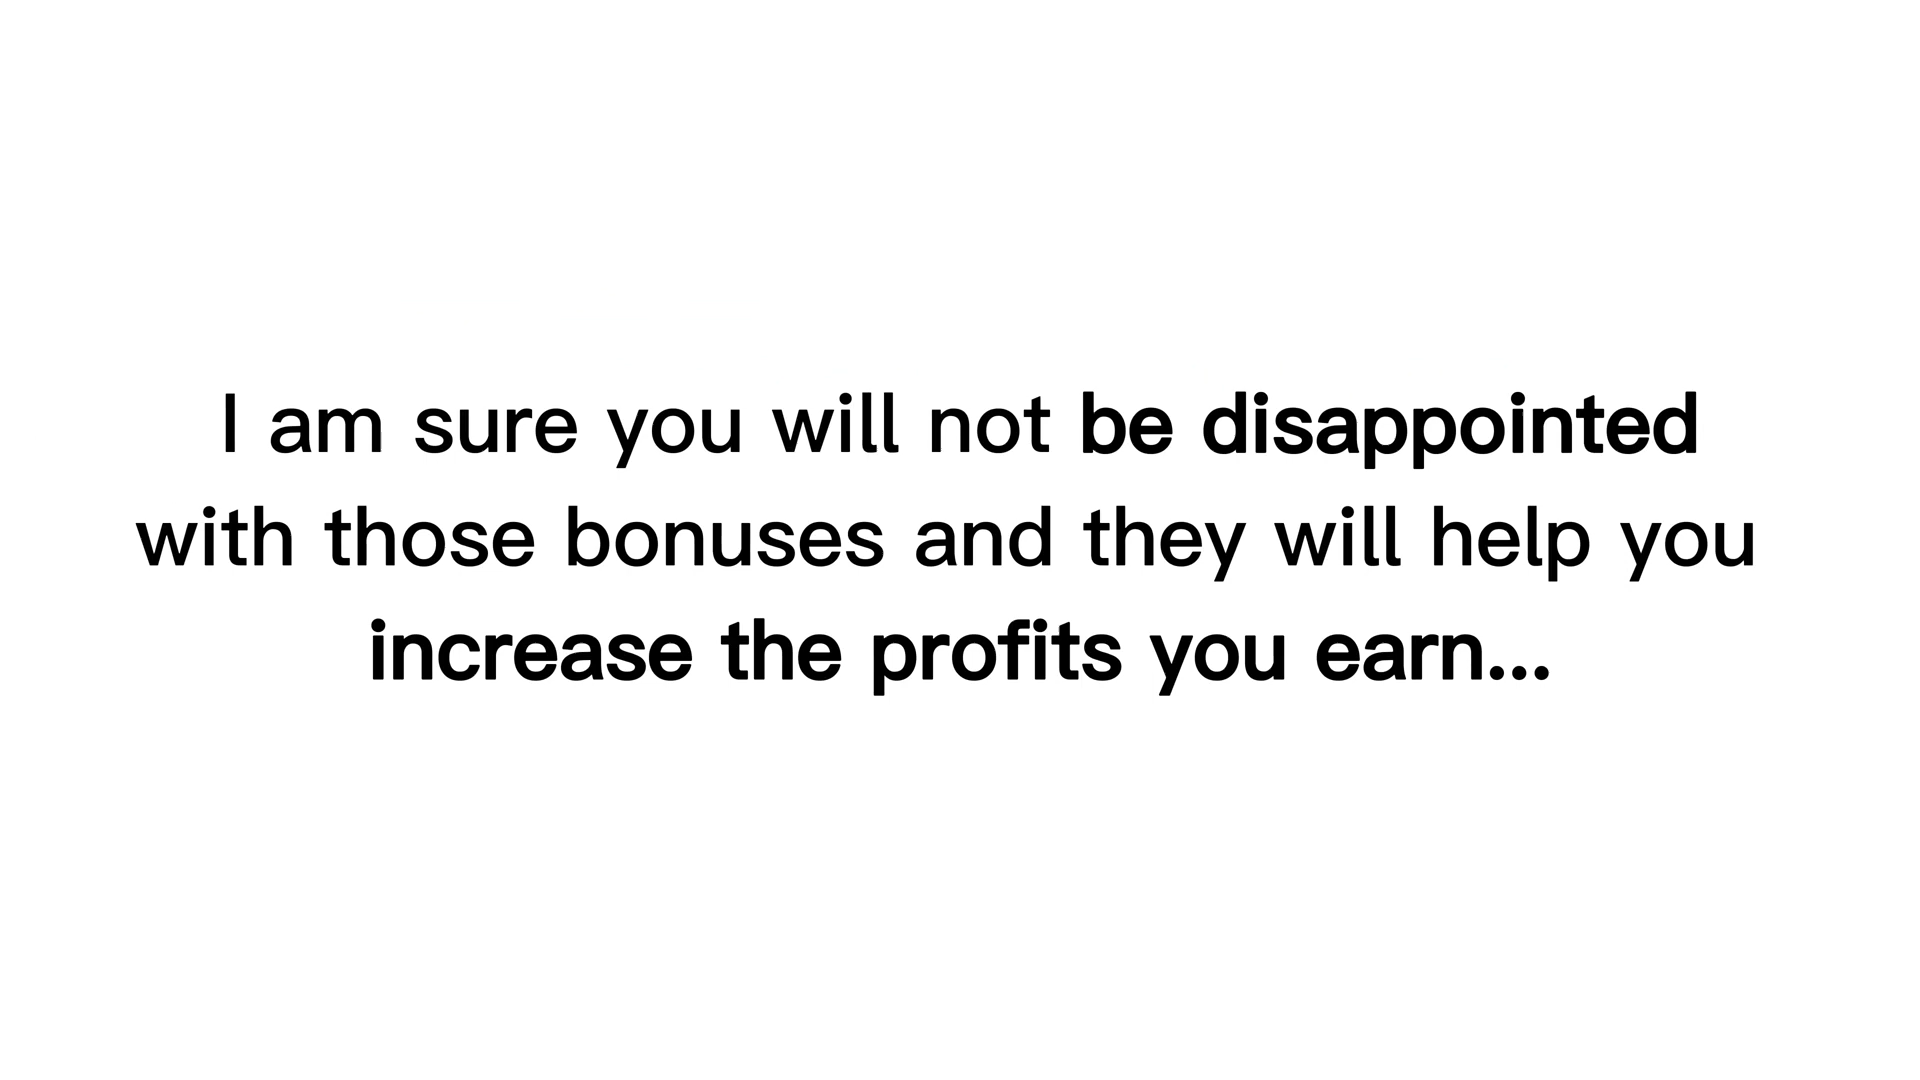 I am sure you will not be disappointed
with those bonuses and they will help you
increase the profits you earn...